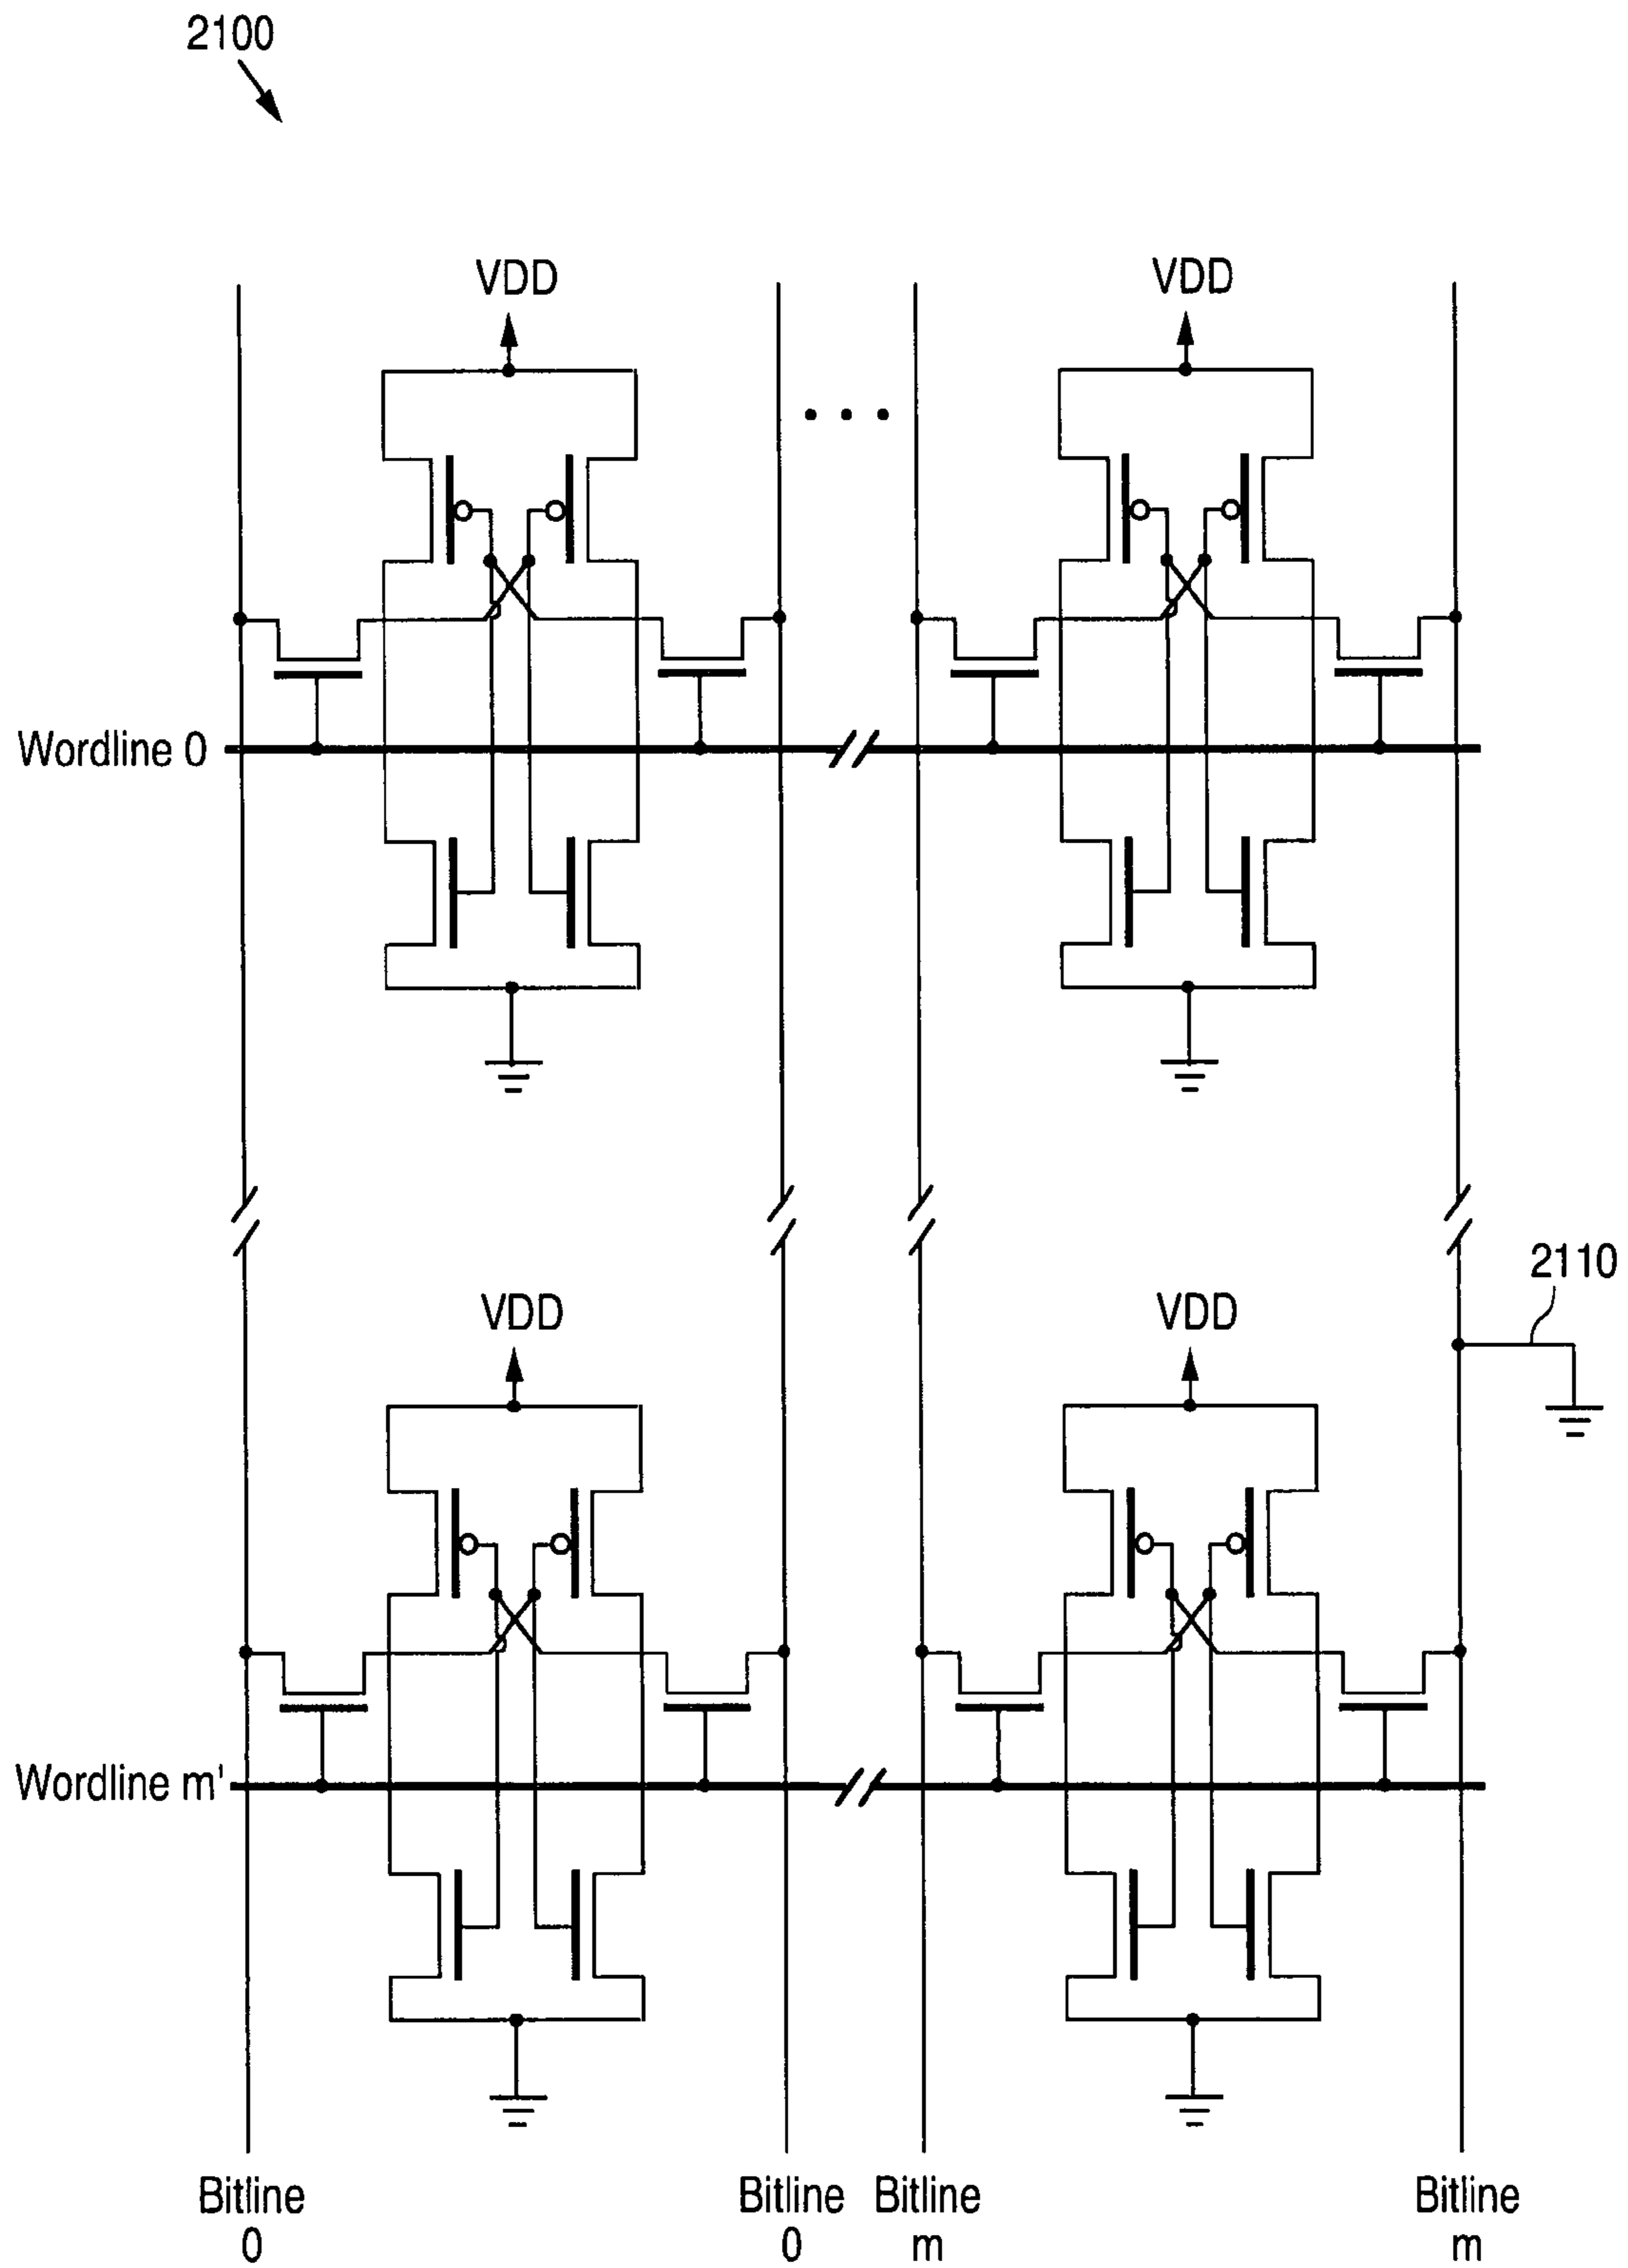 2100
VDD
VDD
Wordline 0
2110
VDD
VDD
Wordline m'
Bitline
0
Bitline
0
Bitline
m
Bitline
m